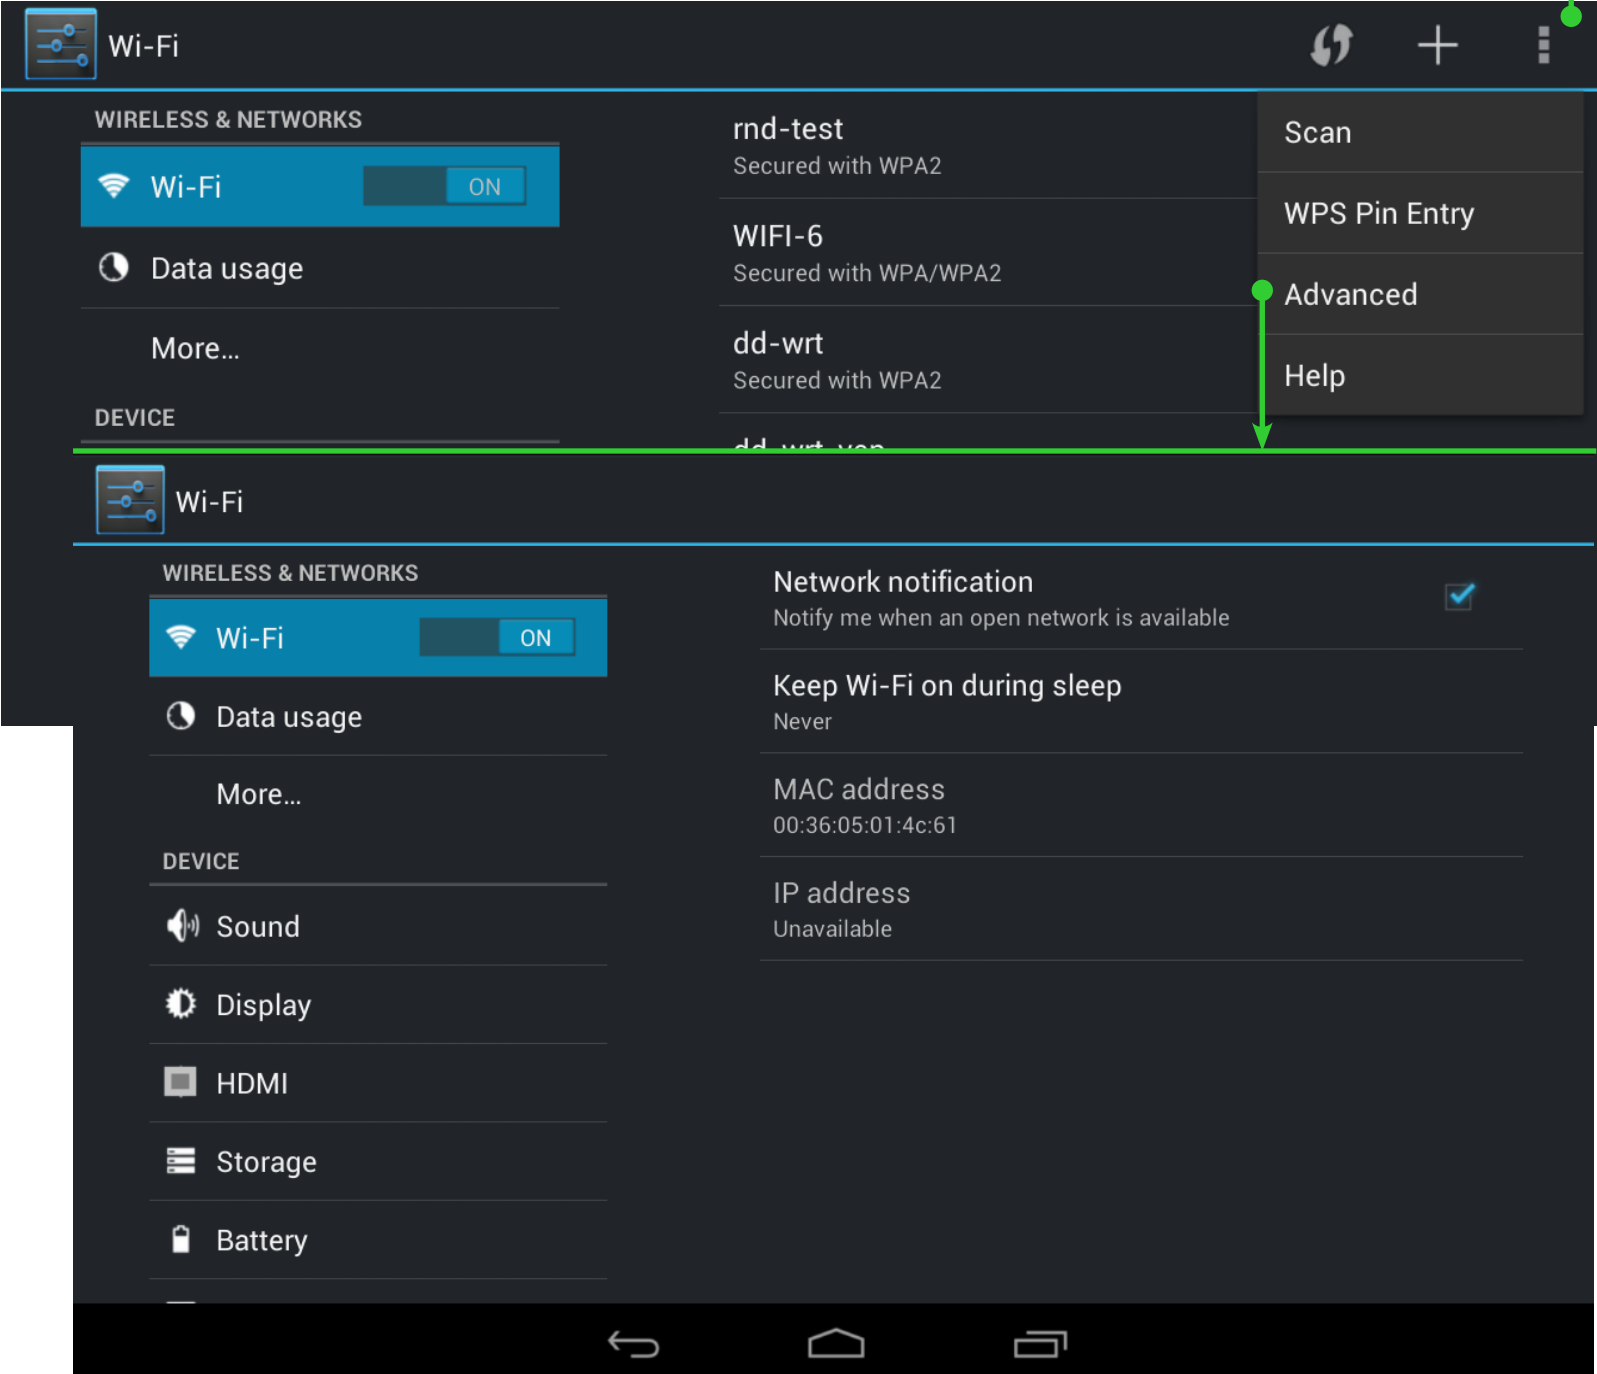 Wi-Fi
WIRELESS & NETWORKS
Wi-Fi
ON
Data usage
More...
DEVICE
rnd-test
Secured with WPA2
WIFI-6
Secured with WPA/WPA2
dd-wrt
Secured with WPA2
Scan
WPS Pin Entry
Advanced
Help
Wi-Fi
WIRELESS & NETWORKS
Wi-Fi
ON
Data usage
More...
DEVICE
Sound
Display
HDMI
Storage
Battery
Network notification
Notify me when an open network is available
Keep Wi-Fi on during sleep
Never
MAC address
00:36:05:01:4c:61
IP address
Unavailable